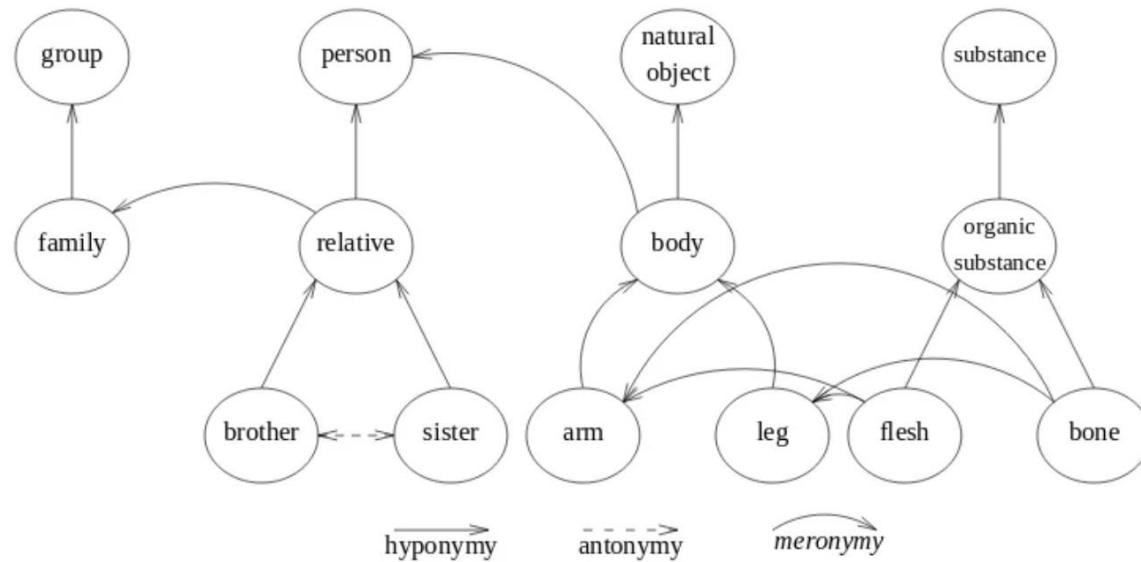 group
person
natural
object
substance
family
relative
body
organic
substance
brother
sister
arm
leg
flesh
bone
hyponymy
antonymy
meronymy